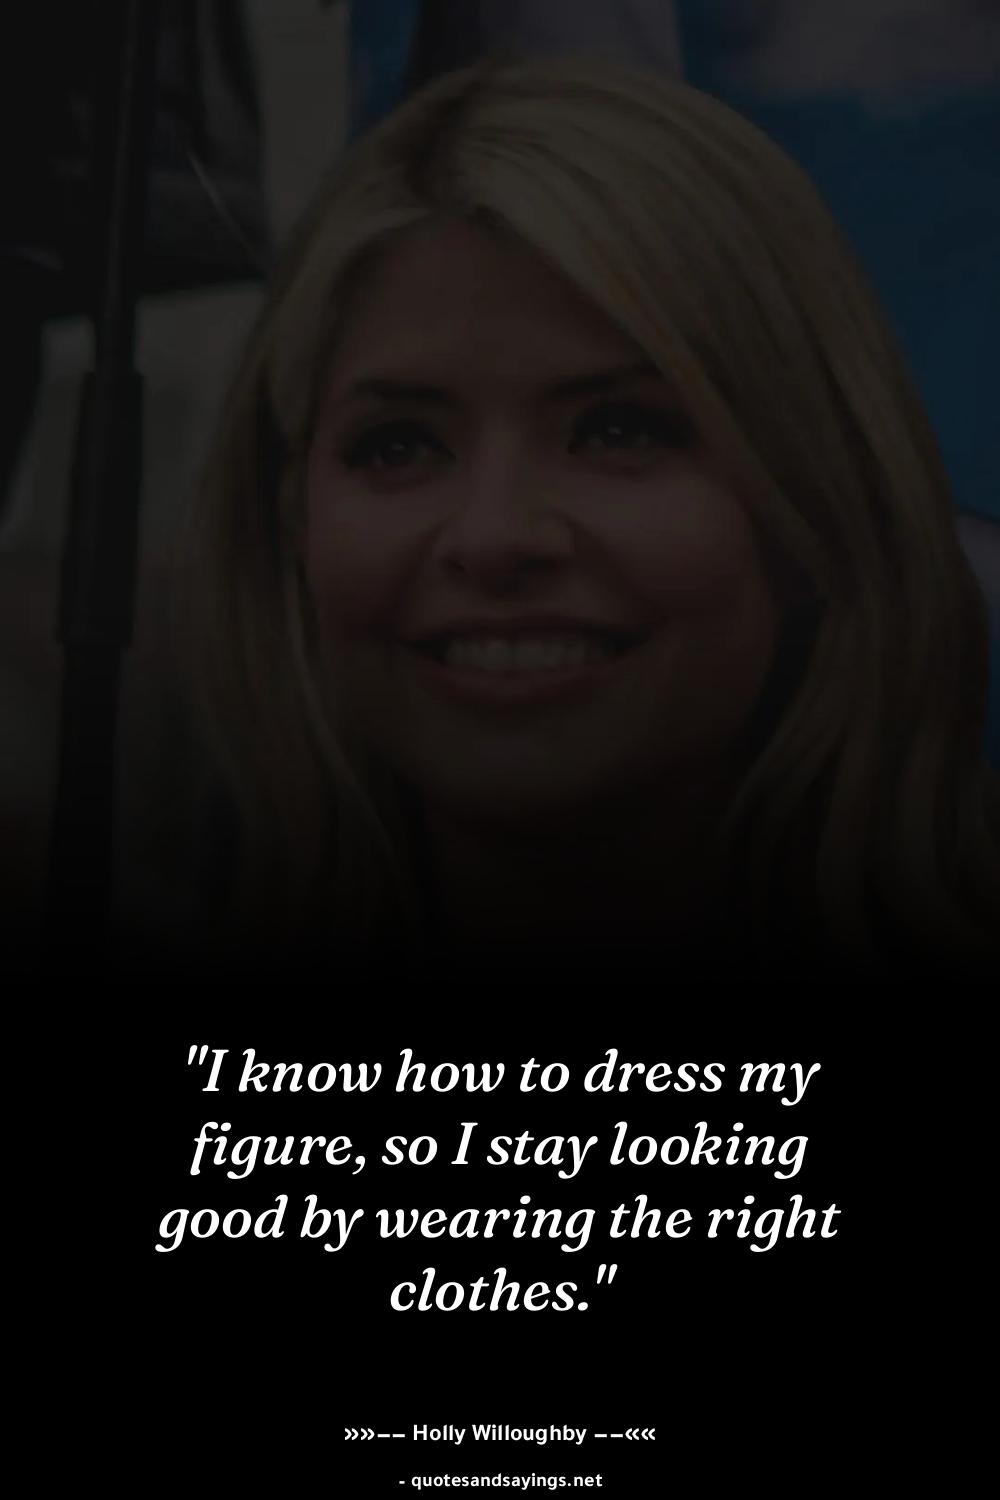 "I know how to dress my
figure, so I stay looking
good by wearing the right
clothes."
»»–– Holly Willoughby ––««
- quotesandsayings.net